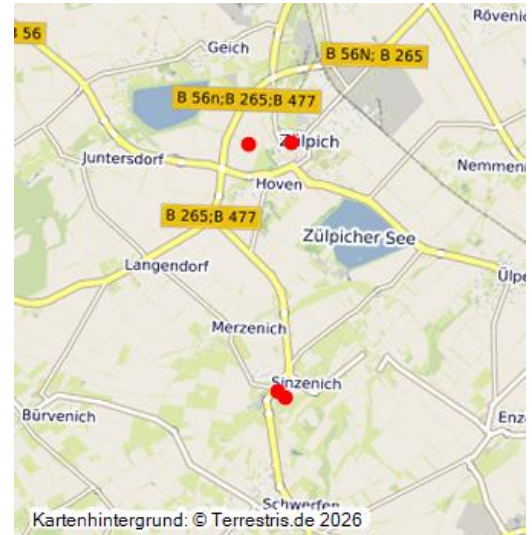 Rövenic
B 56
Geich
B 56N; B 265
B 56n;B 265;B 477
Zülpich
Juntersdorf
Nemmeni
Hoven
B 265;B 477
Zülpicher See
Langendorf
Ülpe
Merzenich
Sinzenich
Bürvenich
Enz
Schwerfen
Kartenhintergrund: © Terrestris.de 2026